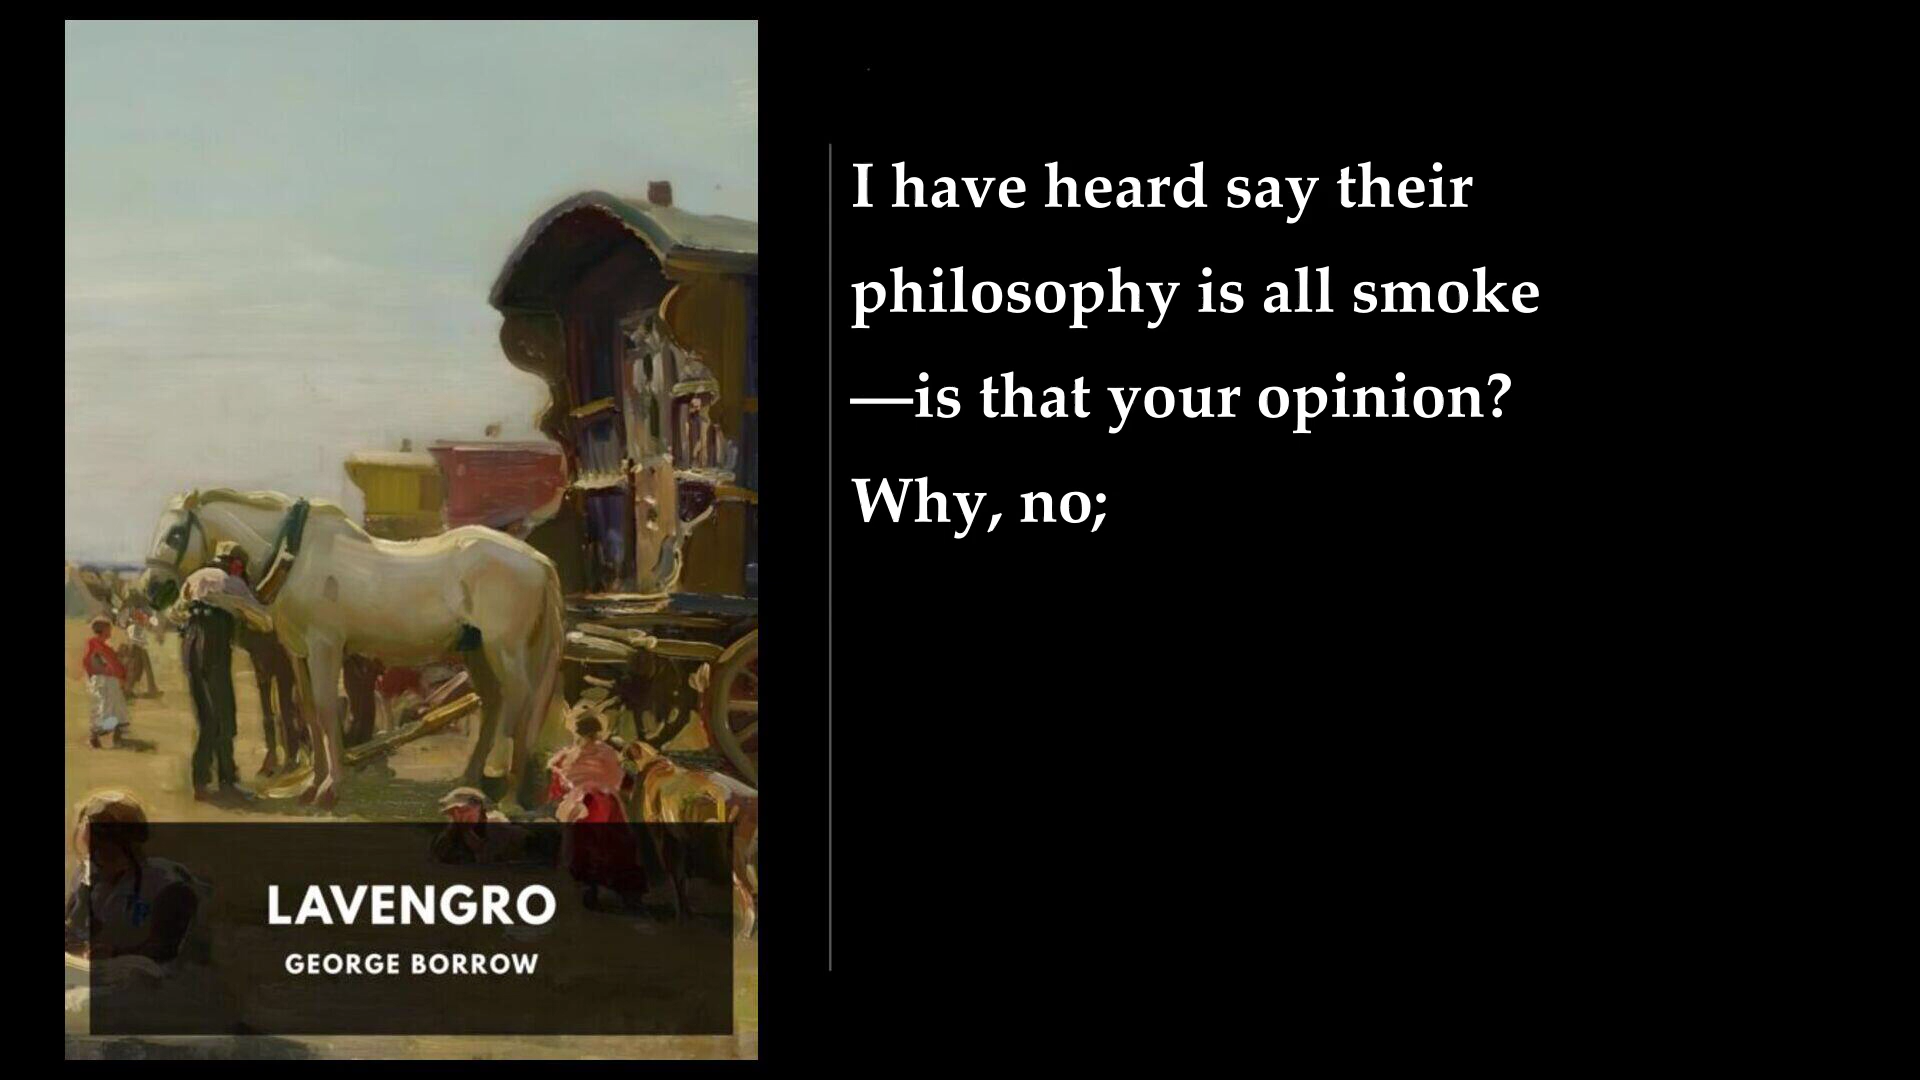 LAVENGRO
GEORGE BORROW
I have heard say their
philosophy is all smoke
—is that your opinion?
Why, no;